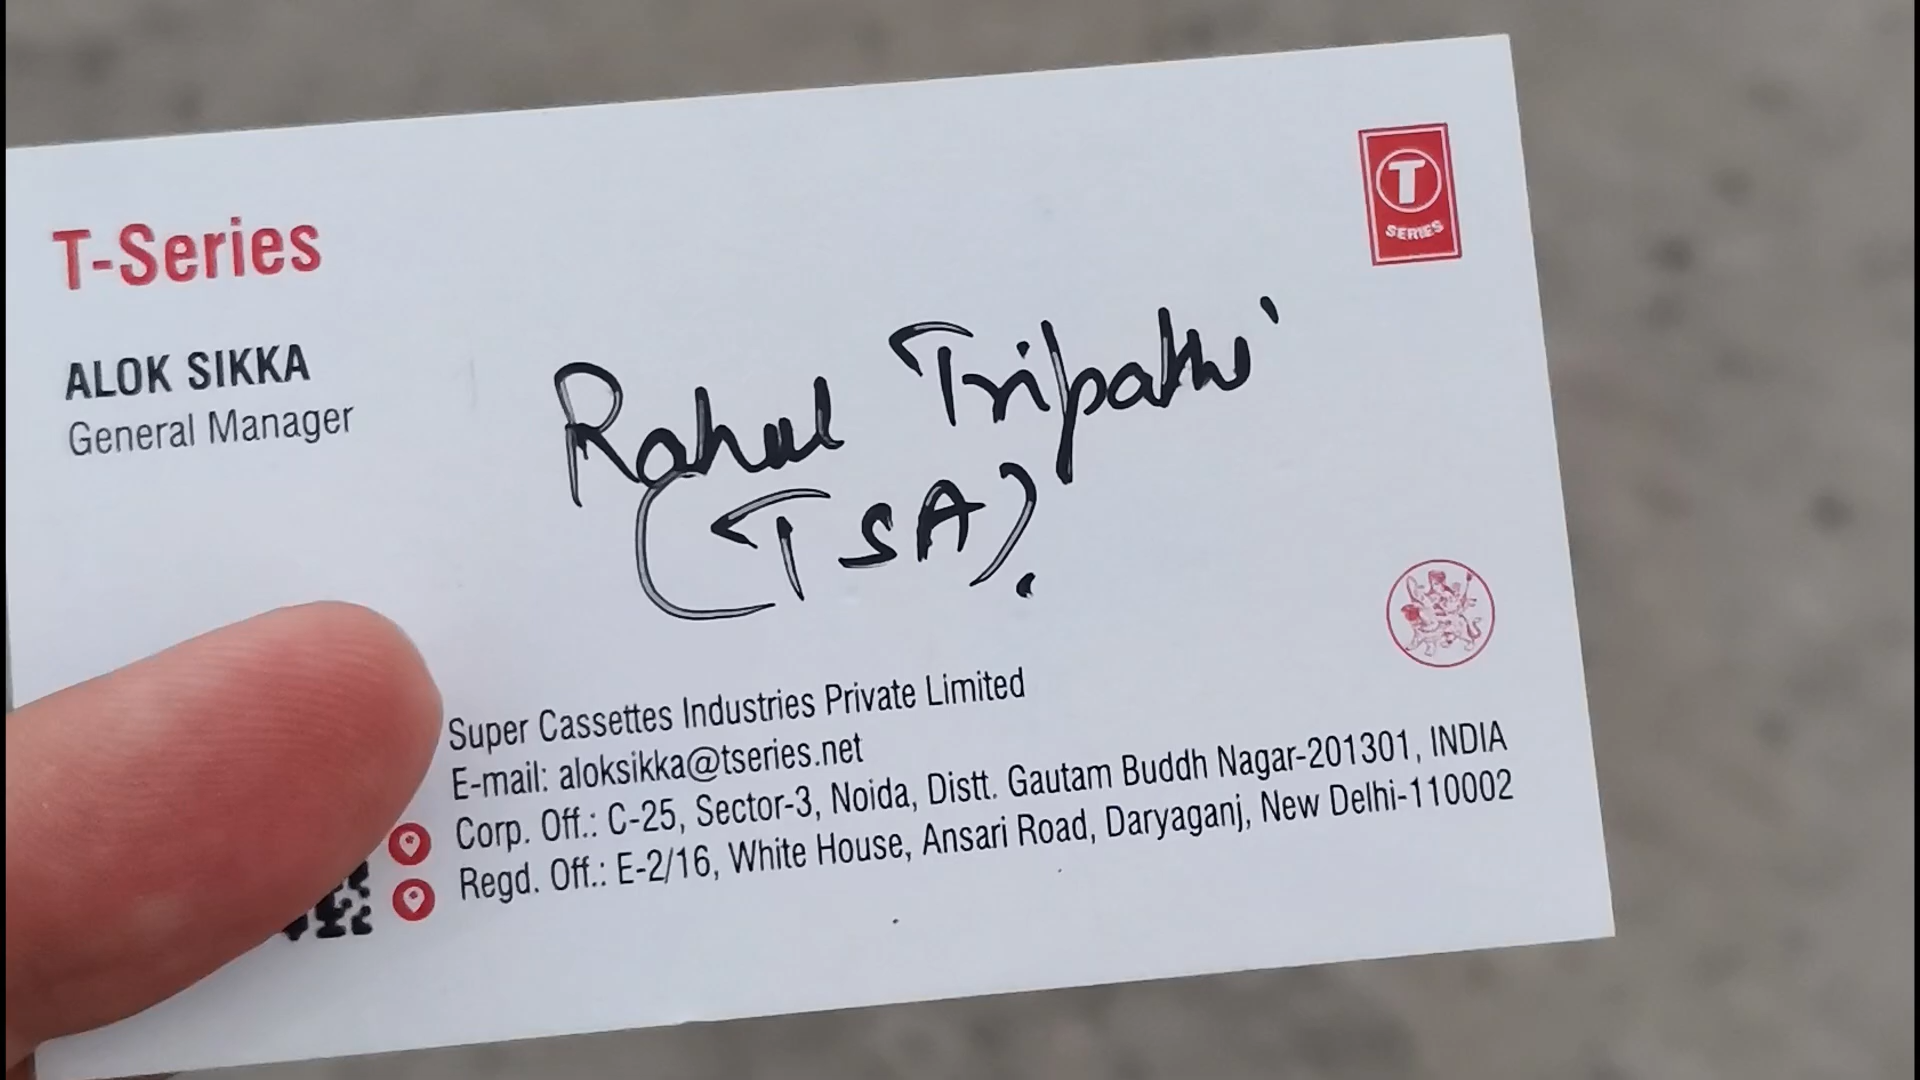 T-Series
T
SERIES
ALOK SIKKA
General Manager
Rahul Tripathi
(TSA).
Super Cassettes Industries Private Limited
E-mail: aloksikka@tseries.net
Corp. Off.: C-25, Sector-3, Noida, Distt. Gautam Buddh Nagar-201301, INDIA
Regd. Off.: E-2/16, White House, Ansari Road, Daryaganj, New Delhi-110002